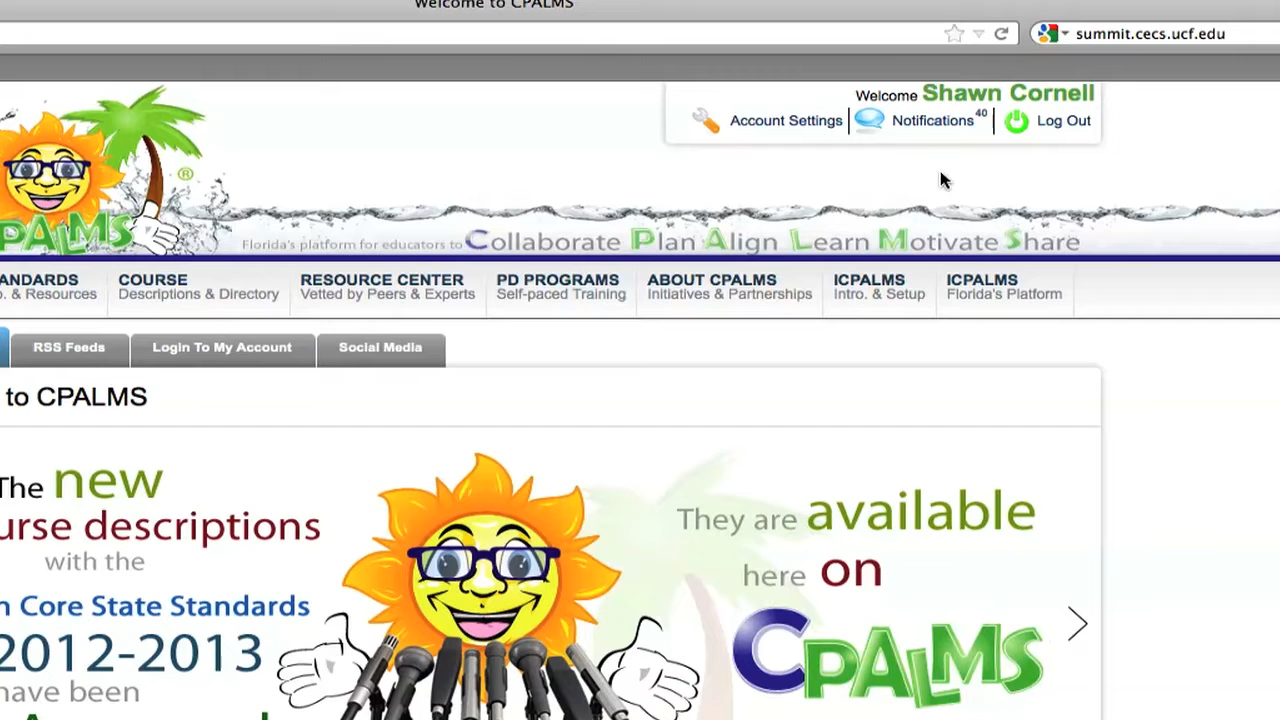 Welcome to CPALMS
summit.cecs.ucf.edu
Welcome Shawn Cornell
Account Settings
Notifications 40
Log Out
®
CPALMS
Florida's platform for educators to Collaborate Plan Align Learn Motivate Share
ANDARDS
. & Resources
COURSE
Descriptions & Directory
RESOURCE CENTER
Vetted by Peers & Experts
PD PROGRAMS
Self-paced Training
ABOUT CPALMS
Initiatives & Partnerships
ICPALMS
Intro. & Setup
ICPALMS
Florida's Platform
RSS Feeds
Login To My Account
Social Media
to CPALMS
The new
urse descriptions
with the
n Core State Standards
2012-2013
have been
They are available
here on
CPALMS